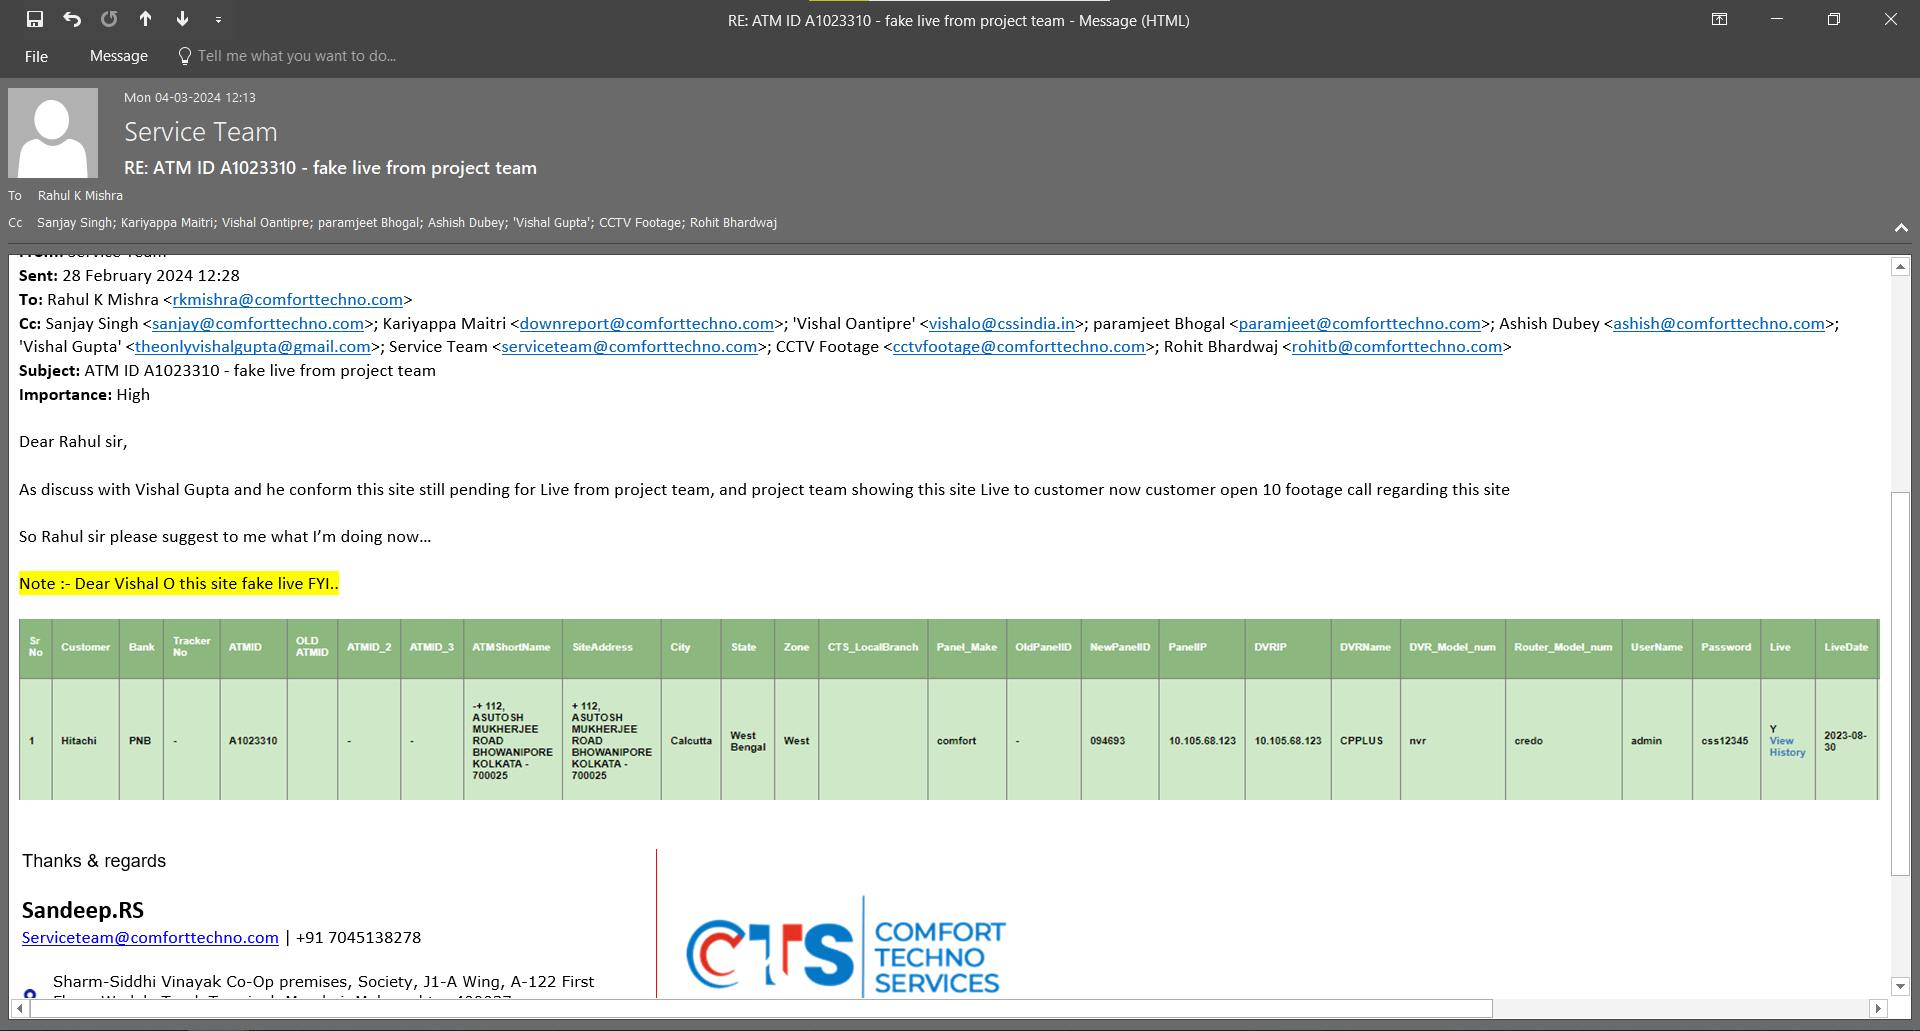 RE: ATM ID A1023310 - fake live from project team - Message (HTML)
File Message Tell me what you want to do...
Mon 04-03-2024 12:13
Service Team
RE: ATM ID A1023310 - fake live from project team
To Rahul K Mishra
Cc Sanjay Singh; Kariyappa Maitri; Vishal Oantipre; paramjeet Bhogal; Ashish Dubey; 'Vishal Gupta'; CCTV Footage; Rohit Bhardwaj
From: Service Team
Sent: 28 February 2024 12:28
To: Rahul K Mishra <rkmishra@comforttechno.com>
Cc: Sanjay Singh <sanjay@comforttechno.com>; Kariyappa Maitri <downreport@comforttechno.com>; 'Vishal Oantipre' <vishalo@cssindia.in>; paramjeet Bhogal <paramjeet@comforttechno.com>; Ashish Dubey <ashish@comforttechno.com>;
'Vishal Gupta' <theonlyvishalgupta@gmail.com>; Service Team <serviceteam@comforttechno.com>; CCTV Footage <cctvfootage@comforttechno.com>; Rohit Bhardwaj <rohitb@comforttechno.com>
Subject: ATM ID A1023310 - fake live from project team
Importance: High
Dear Rahul sir,
As discuss with Vishal Gupta and he conform this site still pending for Live from project team, and project team showing this site Live to customer now customer open 10 footage call regarding this site
So Rahul sir please suggest to me what I'm doing now...
Note :- Dear Vishal O this site fake live FYI..
Sr No Customer Bank Tracker No ATMID OLD ATMID ATMID_2 ATMID_3 ATMShortName SiteAddress City State Zone CTS_LocalBranch Panel_Make OldPanelID NewPanelID PanelIP DVRIP DVRName DVR_Model_num Router_Model_num UserName Password Live LiveDate
1 Hitachi PNB - A1023310 - - -+ 112, ASUTOSH MUKHERJEE ROAD BHOWANIPORE KOLKATA - 700025 + 112, ASUTOSH MUKHERJEE ROAD BHOWANIPORE KOLKATA - 700025 Calcutta West Bengal West comfort - 094693 10.105.68.123 10.105.68.123 CPPLUS nvr credo admin css12345 Y View History 2023-08-30
Thanks & regards
Sandeep.RS
Serviceteam@comforttechno.com | +91 7045138278
Sharm-Siddhi Vinayak Co-Op premises, Society, J1-A Wing, A-122 First
CTS COMFORT
TECHNO
SERVICES